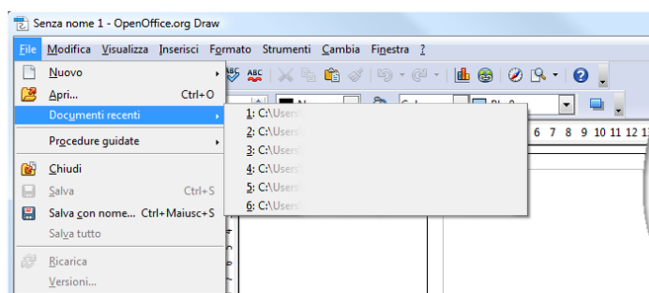 Senza nome 1 - OpenOffice.org Draw
File Modifica Visualizza Inserisci Formato Strumenti Cambia Finestra ?
Nuovo
Apri... Ctrl+O
Documenti recenti
1: C:\Users\
2: C:\Users\
3: C:\Users\
4: C:\Users\
5: C:\Users\
6: C:\Users\
6 7 8 9 10 11 12
Procedure guidate
Chiudi
Salva Ctrl+S
Salva con nome... Ctrl+Maiusc+S
Salva tutto
Ricarica
Versioni...